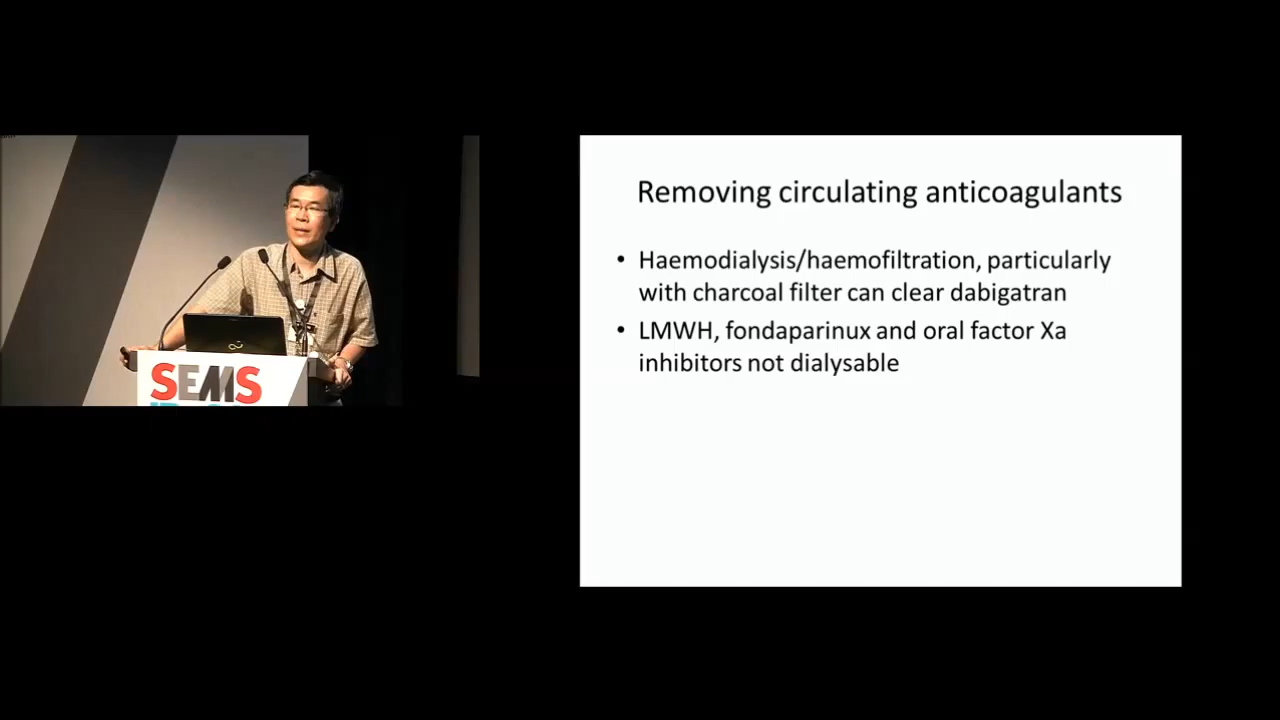 SEMS
Removing circulating anticoagulants
• Haemodialysis/haemofiltration, particularly
with charcoal filter can clear dabigatran
• LMWH, fondaparinux and oral factor Xa
inhibitors not dialysable